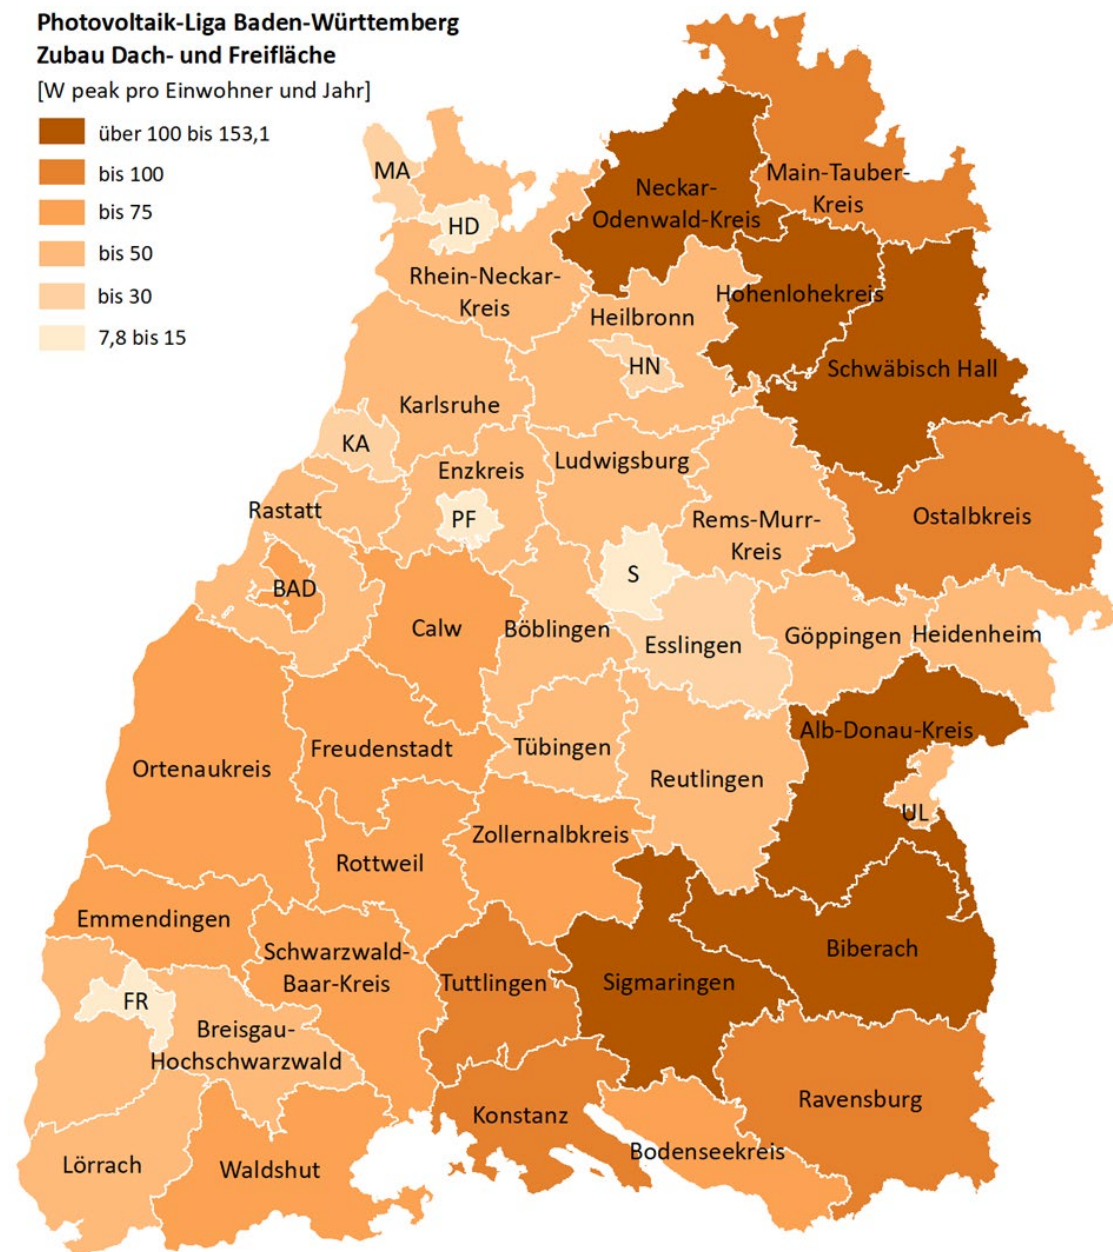 Photovoltaik-Liga Baden-Württemberg
Zubau Dach- und Freifläche
[W peak pro Einwohner und Jahr]
über 100 bis 153,1
bis 100
bis 75
bis 50
bis 30
7,8 bis 15
MA
Neckar-
Odenwald-Kreis
Main-Tauber-
Kreis
HD
Rhein-Neckar-
Kreis
Hohenlohekreis
Heilbronn
HN
Schwäbisch Hall
Karlsruhe
KA
Enzkreis
Ludwigsburg
Rastatt
PF
Rems-Murr-
Kreis
Ostalbkreis
BAD
S
Calw
Böblingen
Esslingen
Göppingen
Heidenheim
Alb-Donau-Kreis
Freudenstadt
Tübingen
Ortenaukreis
Reutlingen
UL
Zollernalbkreis
Rottweil
Emmendingen
Schwarzwald-
Baar-Kreis
Tuttlingen
Sigmaringen
Biberach
FR
Breisgau-
Hochschwarzwald
Konstanz
Ravensburg
Bodenseekreis
Lörrach
Waldshut